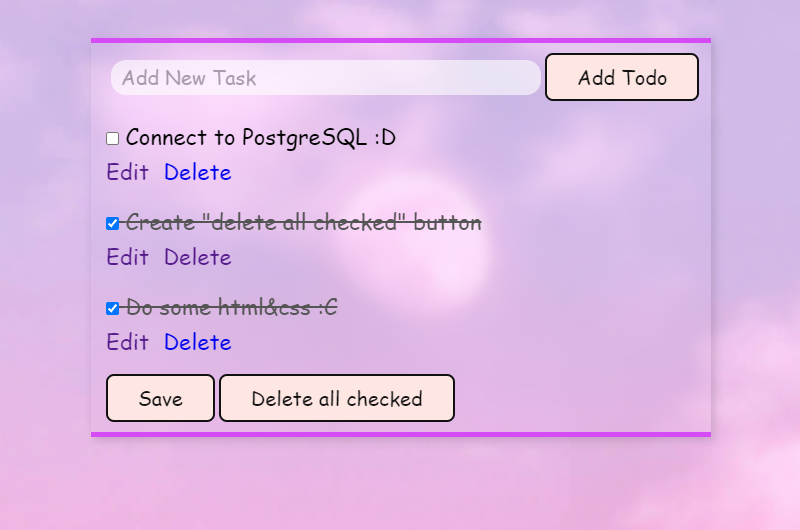 Add New Task Add Todo
Connect to PostgreSQL :D
Edit Delete
Create "delete all checked" button
Edit Delete
Do some html&css :C
Edit Delete
Save Delete all checked